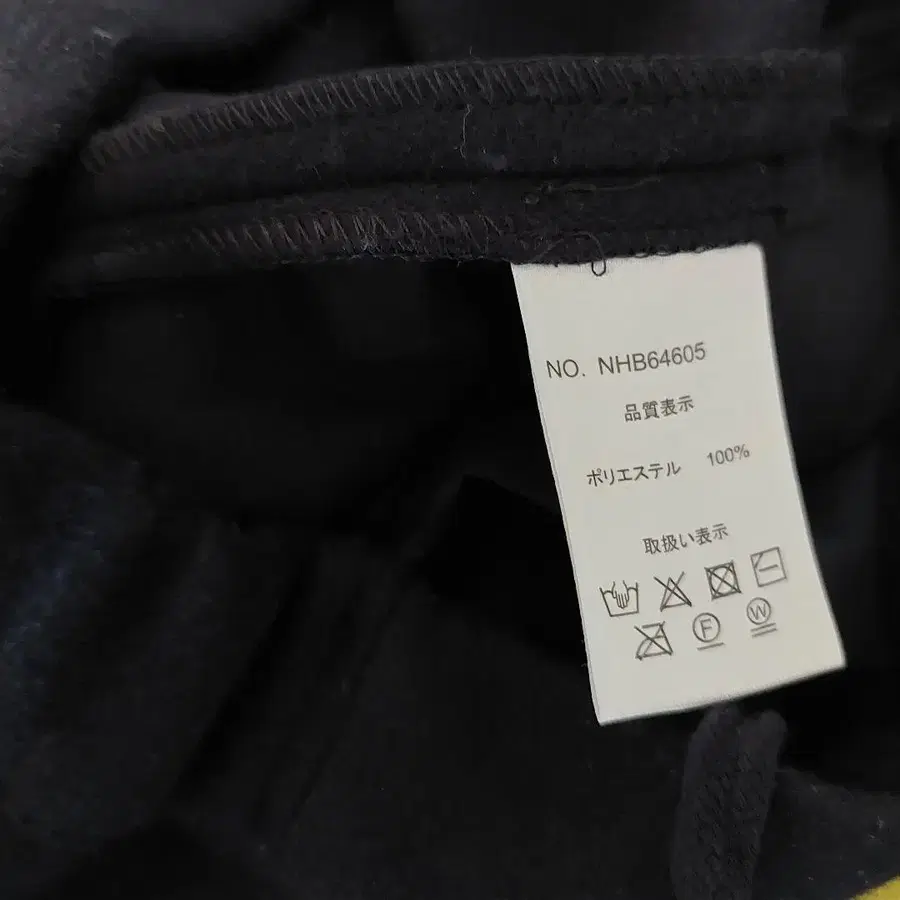 NO. NHB64605
品質表示
ポリエステル 100%
取扱い表示
F W